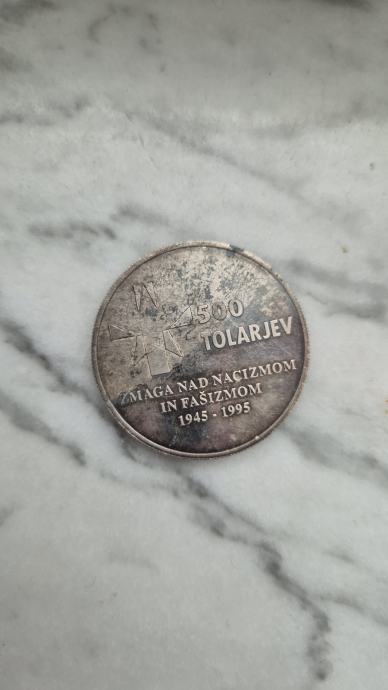 500
TOLARJEV
ZMAGA NAD NACIZMOM
IN FAŠIZMOM
1945 - 1995